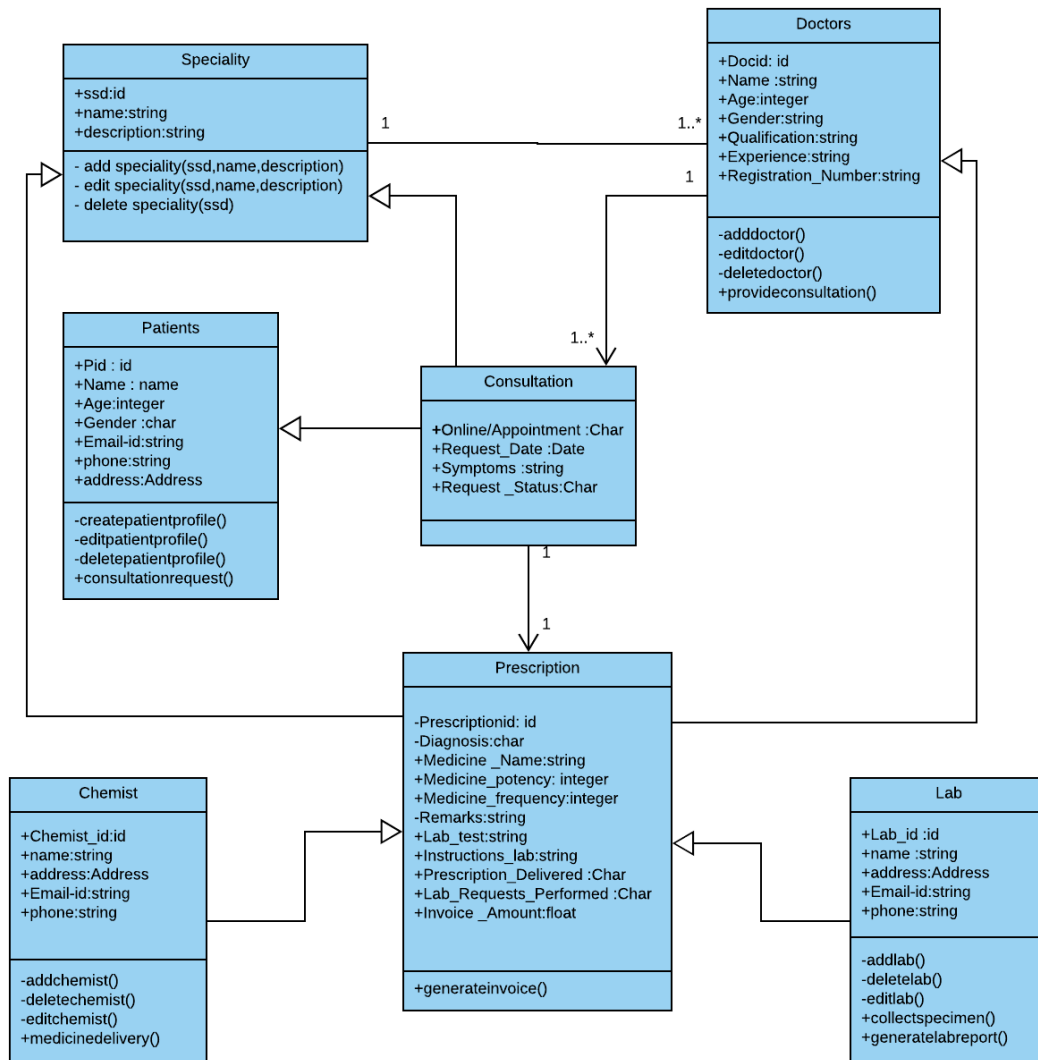 Speciality
+ssd:id
+name:string
+description:string
- add speciality(ssd,name,description)
- edit speciality(ssd,name,description)
- delete speciality(ssd)
1
1..*
Doctors
+Docid: id
+Name :string
+Age:integer
+Gender:string
+Qualification:string
+Experience:string
+Registration_Number:string
-adddoctor()
-editdoctor()
-deletedoctor()
+provideconsultation()
1
1..*
Patients
+Pid : id
+Name : name
+Age:integer
+Gender :char
+Email-id:string
+phone:string
+address:Address
-createpatientprofile()
-editpatientprofile()
-deletepatientprofile()
+consultationrequest()
Consultation
+Online/Appointment :Char
+Request_Date :Date
+Symptoms :string
+Request _Status:Char
1
1
Prescription
-Prescriptionid: id
-Diagnosis:char
+Medicine _Name:string
+Medicine_potency: integer
+Medicine_frequency:integer
-Remarks:string
+Lab_test:string
+Instructions_lab:string
+Prescription_Delivered :Char
+Lab_Requests_Performed :Char
+Invoice _Amount:float
+generateinvoice()
Chemist
+Chemist_id:id
+name:string
+address:Address
+Email-id:string
+phone:string
-addchemist()
-deletechemist()
-editchemist()
+medicinedelivery()
Lab
+Lab_id :id
+name :string
+address:Address
+Email-id:string
+phone:string
-addlab()
-deletelab()
-editlab()
+collectspecimen()
+generatelabreport()